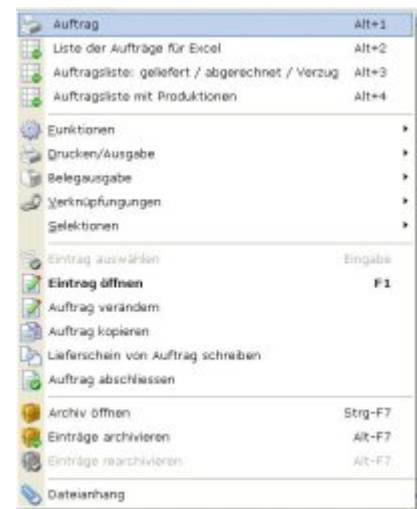 Auftrag Alt+1
Liste der Aufträge für Excel Alt+2
Auftragsliste: geliefert / abgerechnet / Verzug Alt+3
Auftragsliste mit Produktionen Alt+4
Funktionen
Drucken/Ausgabe
Belegausgabe
Verknüpfungungen
Selektionen
Eintrag auswählen Eingabe
Eintrag öffnen F1
Auftrag verändern
Auftrag kopieren
Lieferschein von Auftrag schreiben
Auftrag abschliessen
Archiv öffnen Strg-F7
Einträge archivieren Alt-F7
Einträge rearchivieren Alt-F7
Dateianhang